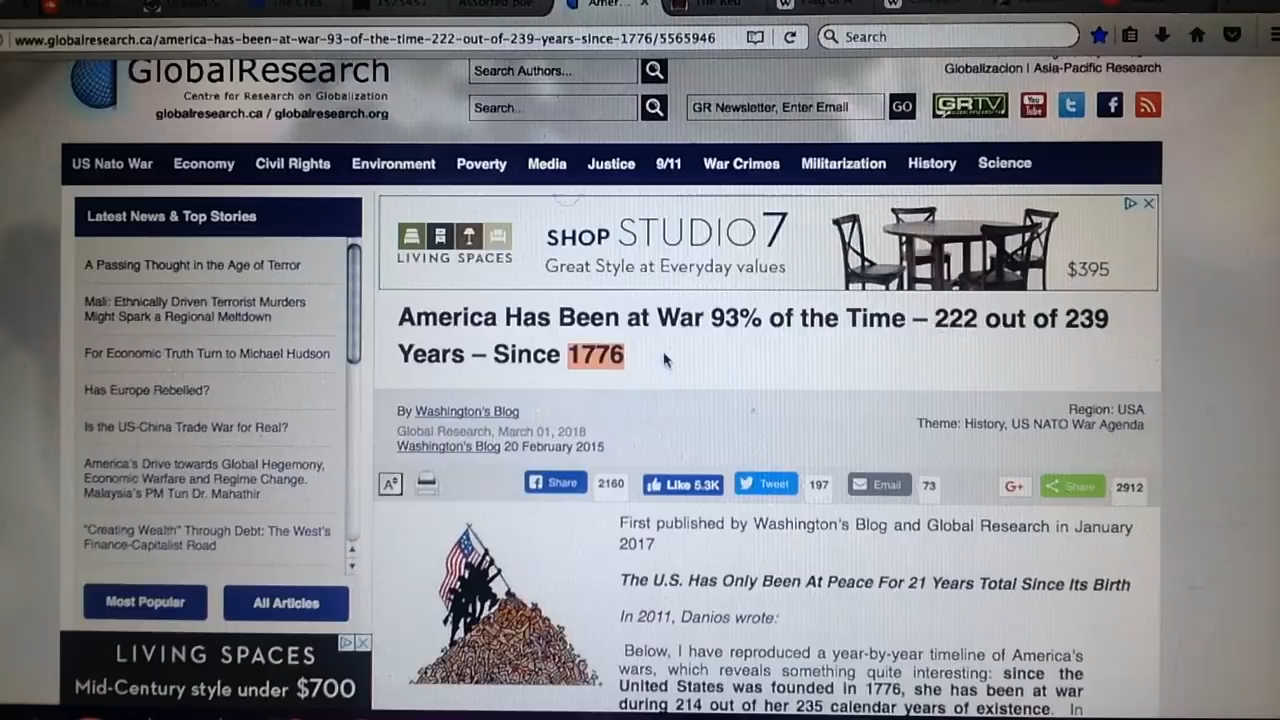 www.globalresearch.ca/america-has-been-at-war-93-of-the-time-222-out-of-239-years-since-1776/5565946
Search
GlobalResearch
Centre for Research on Globalization
globalresearch.ca / globalresearch.org
Search Authors...
Search...
GR Newsletter, Enter Email
GO
Globalizacion | Asia-Pacific Research
GRTV
You
Tube
US Nato War Economy Civil Rights Environment Poverty Media Justice 9/11 War Crimes Militarization History Science
Latest News & Top Stories
A Passing Thought in the Age of Terror
Mali: Ethnically Driven Terrorist Murders
Might Spark a Regional Meltdown
For Economic Truth Turn to Michael Hudson
Has Europe Rebelled?
Is the US-China Trade War for Real?
America's Drive towards Global Hegemony,
Economic Warfare and Regime Change.
Malaysia's PM Tun Dr. Mahathir
"Creating Wealth" Through Debt: The West's
Finance-Capitalist Road
Most Popular
All Articles
LIVING SPACES
Mid-Century style under $700
LIVING SPACES
SHOP STUDIO 7
Great Style at Everyday values
$395
America Has Been at War 93% of the Time – 222 out of 239
Years – Since 1776
By Washington's Blog
Global Research, March 01, 2018
Washington's Blog 20 February 2015
Region: USA
Theme: History, US NATO War Agenda
Share 2160
Like 5.3K
Tweet 197
Email 73
G+
Share 2912
First published by Washington's Blog and Global Research in January
2017
The U.S. Has Only Been At Peace For 21 Years Total Since Its Birth
In 2011, Danios wrote:
Below, I have reproduced a year-by-year timeline of America's
wars, which reveals something quite interesting: since the
United States was founded in 1776, she has been at war
during 214 out of her 235 calendar years of existence. In